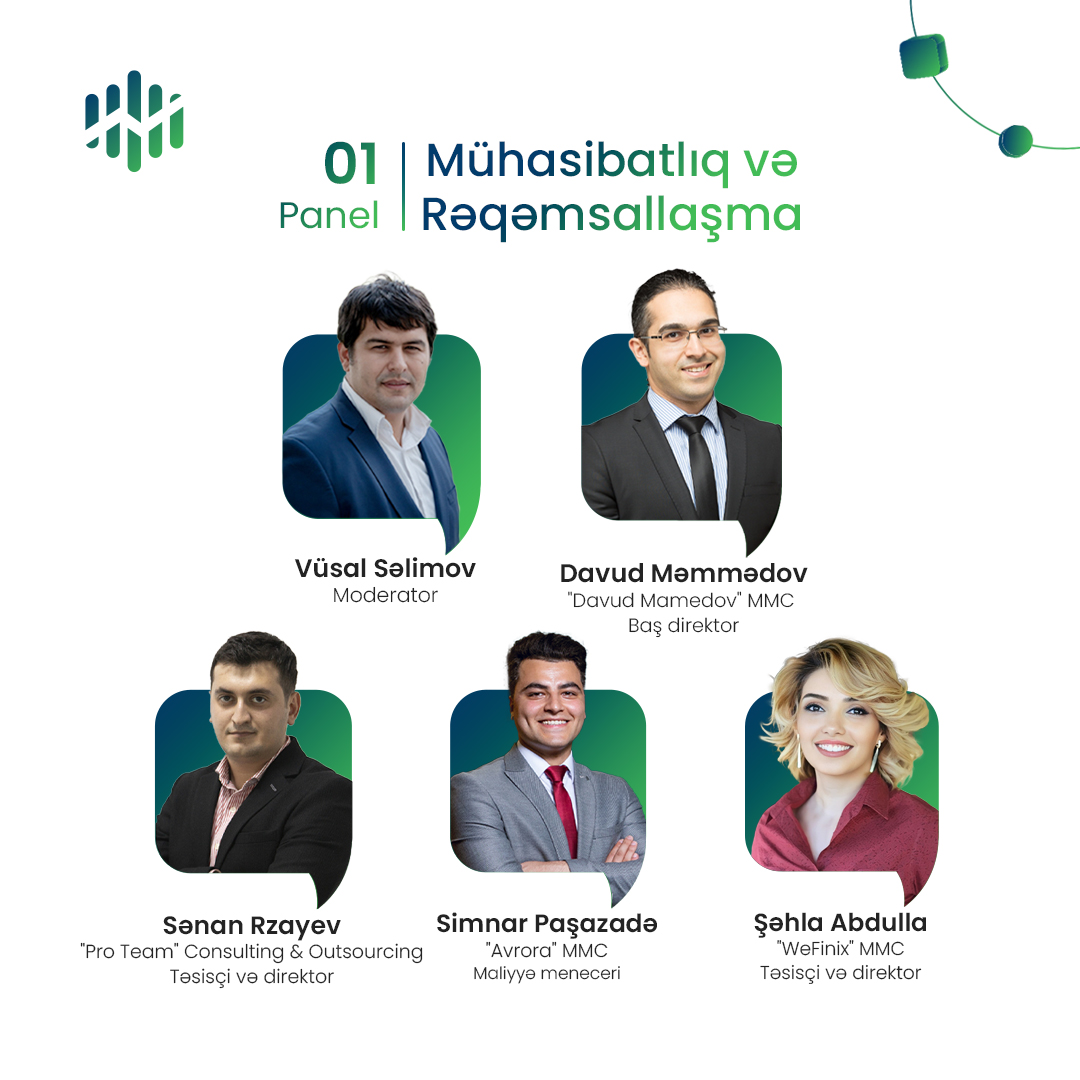 01
Panel
Mühasibatlıq və
Rəqəmsallaşma
Vüsal Səlimov
Moderator
Davud Məmmədov
"Davud Mamedov" MMC
Baş direktor
Sənan Rzayev
"Pro Team" Consulting & Outsourcing
Təsisçi və direktor
Simnar Paşazadə
"Avrora" MMC
Maliyyə meneceri
Şəhla Abdulla
"WeFinix" MMC
Təsisçi və direktor